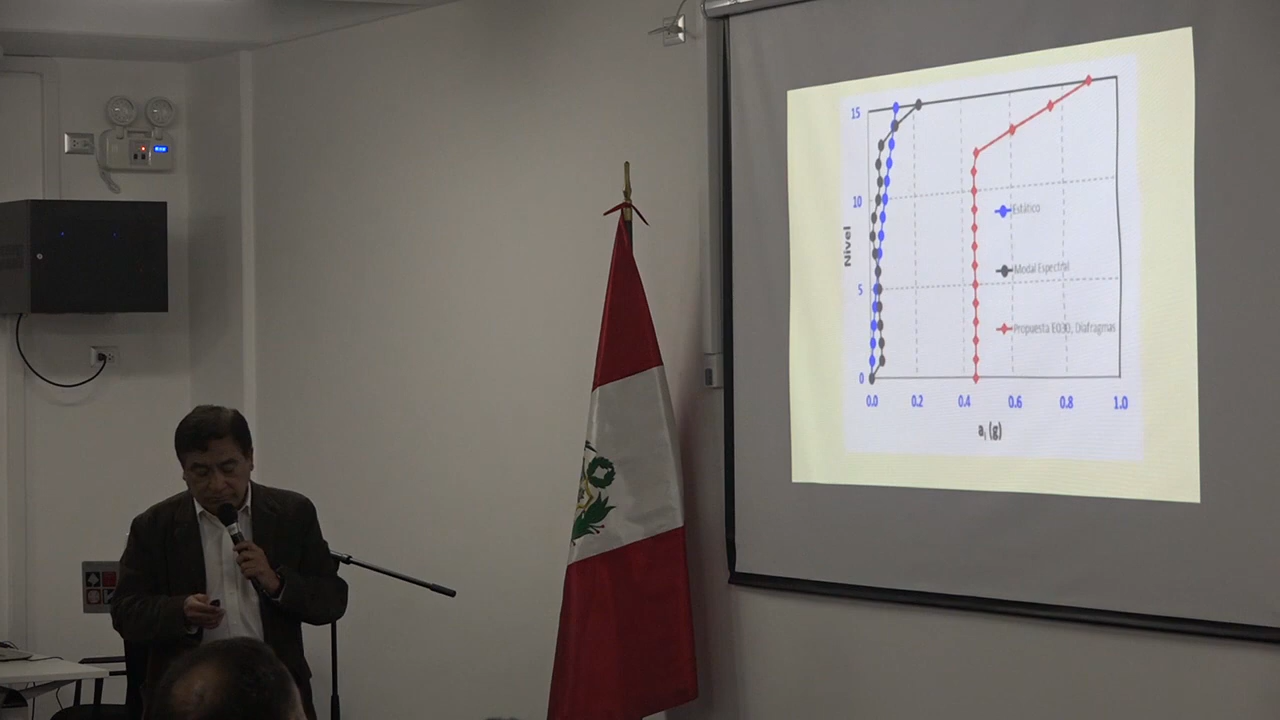 15
10
5
0
Nivel
Estático
Modal Espectral
Propuesta E030, Diafragmas
0.0 0.2 0.4 0.6 0.8 1.0
ai (g)